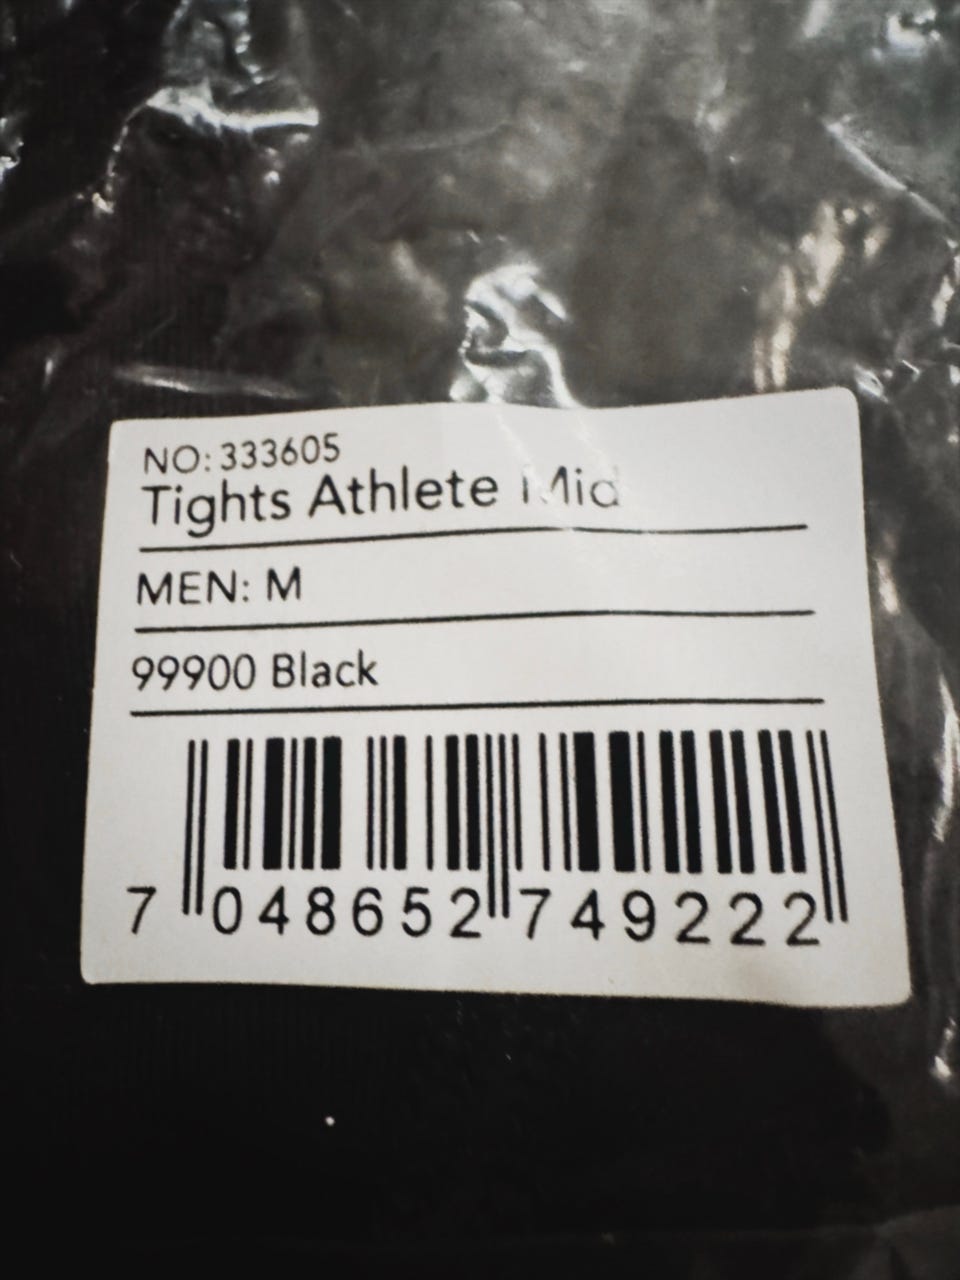 NO: 333605
Tights Athlete Mid
MEN: M
99900 Black
7 048652 749222